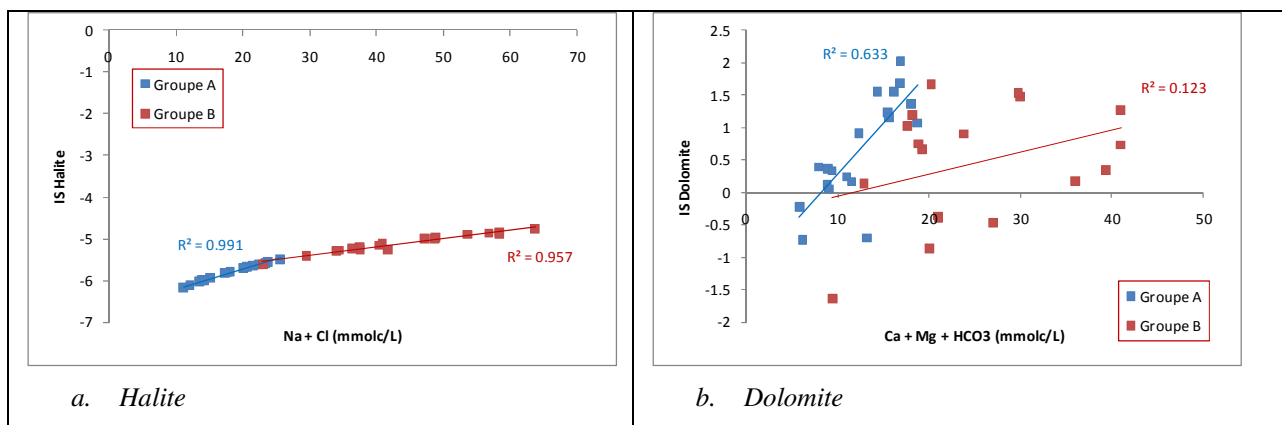 0
0 10 20 30 40 50 60 70
-1
-2
-3
-4
-5
-6
-7
IS Halite
Groupe A
Groupe B
R² = 0.991
R² = 0.957
Na + Cl (mmolc/L)
a. Halite
2.5
2
1.5
1
0.5
0
-0.5
-1
-1.5
-2
0 10 20 30 40 50
IS Dolomite
R² = 0.633
R² = 0.123
Groupe A
Groupe B
Ca + Mg + HCO3 (mmolc/L)
b. Dolomite